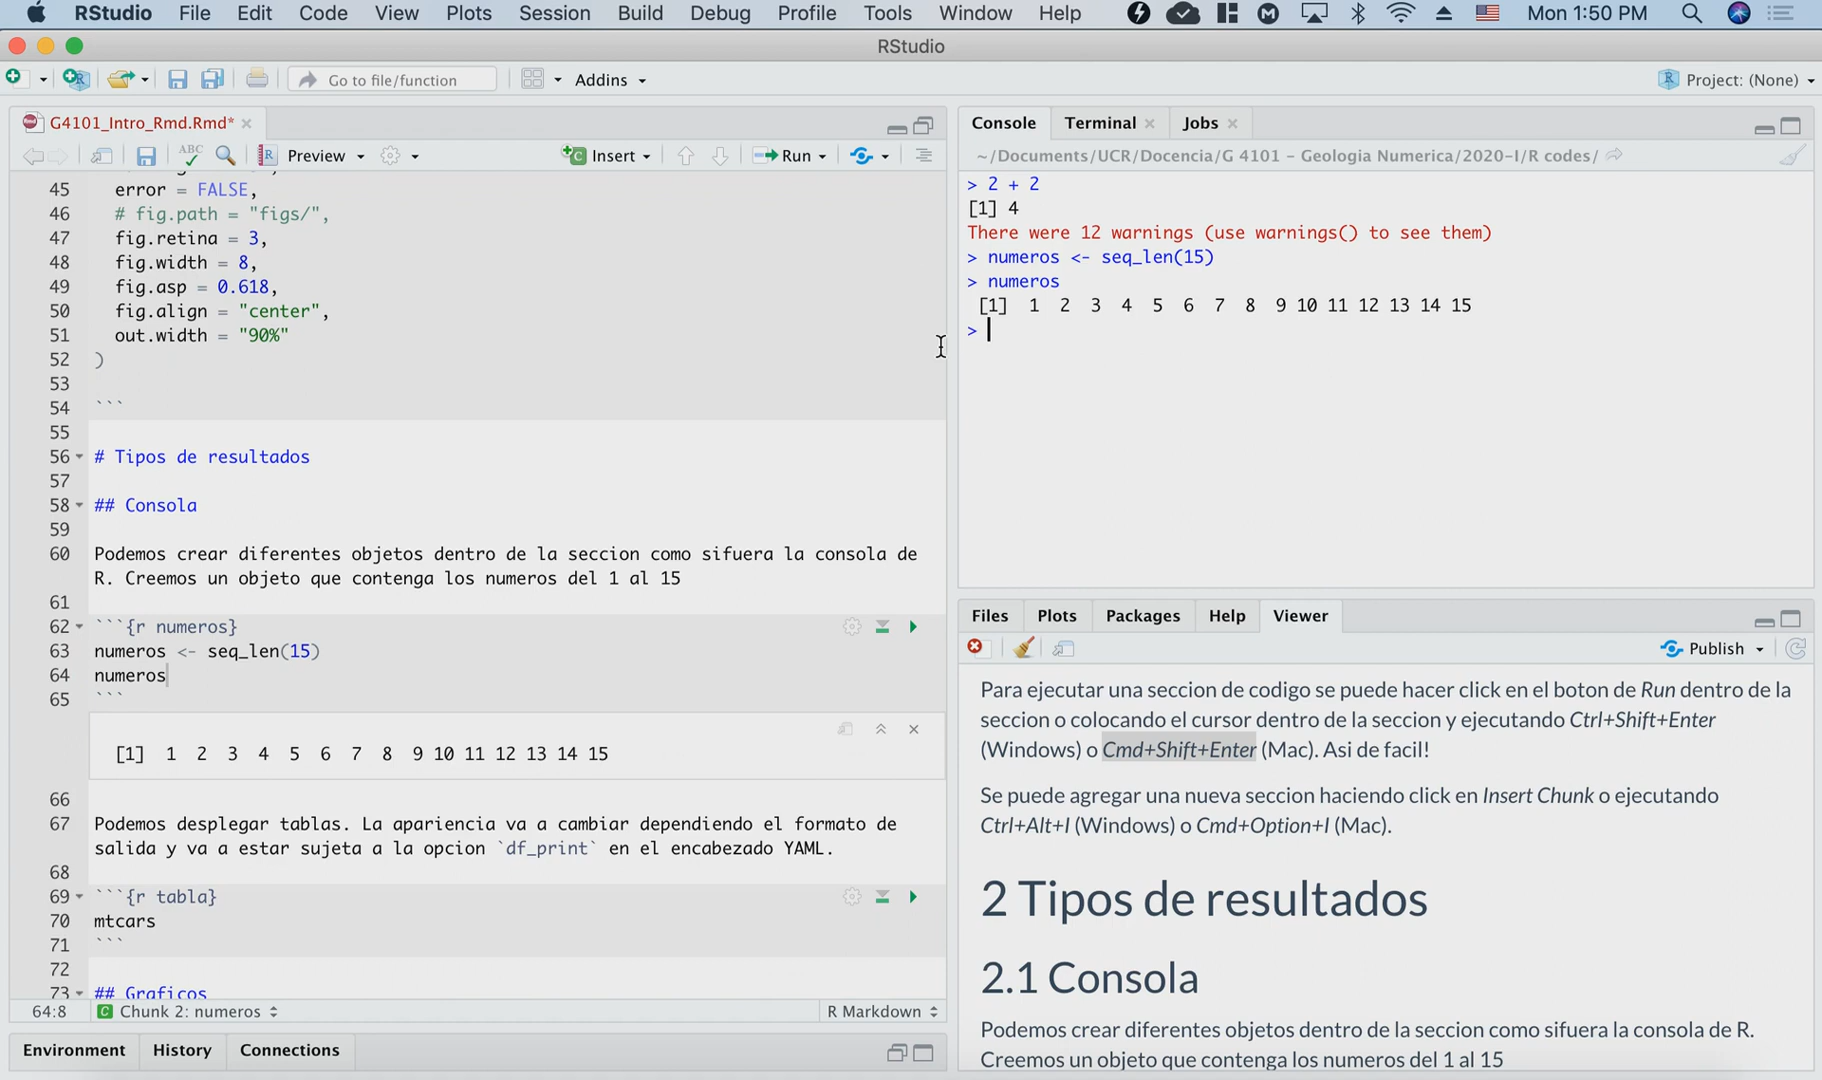 RStudio File Edit Code View Plots Session Build Debug Profile Tools Window Help Mon 1:50 PM
RStudio
Go to file/function Addins Project: (None)
G4101_Intro_Rmd.Rmd*
ABC Preview Insert Run
45 error = FALSE,
46 # fig.path = "figs/",
47 fig.retina = 3,
48 fig.width = 8,
49 fig.asp = 0.618,
50 fig.align = "center",
51 out.width = "90%"
52 )
53
54 ```
55
56 # Tipos de resultados
57
58 ## Consola
59
60 Podemos crear diferentes objetos dentro de la seccion como sifuera la consola de
R. Creemos un objeto que contenga los numeros del 1 al 15
61
62 ```{r numeros}
63 numeros <- seq_len(15)
64 numeros
65 ```
[1] 1 2 3 4 5 6 7 8 9 10 11 12 13 14 15
66
67 Podemos desplegar tablas. La apariencia va a cambiar dependiendo el formato de
salida y va a estar sujeta a la opcion `df_print` en el encabezado YAML.
68
69 ```{r tabla}
70 mtcars
71 ```
72
73 ## Graficos
64:8 Chunk 2: numeros R Markdown
Environment History Connections
Console Terminal Jobs
~/Documents/UCR/Docencia/G 4101 - Geologia Numerica/2020-I/R codes/
> 2 + 2
[1] 4
There were 12 warnings (use warnings() to see them)
> numeros <- seq_len(15)
> numeros
[1] 1 2 3 4 5 6 7 8 9 10 11 12 13 14 15
>
Files Plots Packages Help Viewer
Publish
Para ejecutar una seccion de codigo se puede hacer click en el boton de Run dentro de la
seccion o colocando el cursor dentro de la seccion y ejecutando Ctrl+Shift+Enter
(Windows) o Cmd+Shift+Enter (Mac). Asi de facil!
Se puede agregar una nueva seccion haciendo click en Insert Chunk o ejecutando
Ctrl+Alt+I (Windows) o Cmd+Option+I (Mac).
2 Tipos de resultados
2.1 Consola
Podemos crear diferentes objetos dentro de la seccion como sifuera la consola de R.
Creemos un objeto que contenga los numeros del 1 al 15